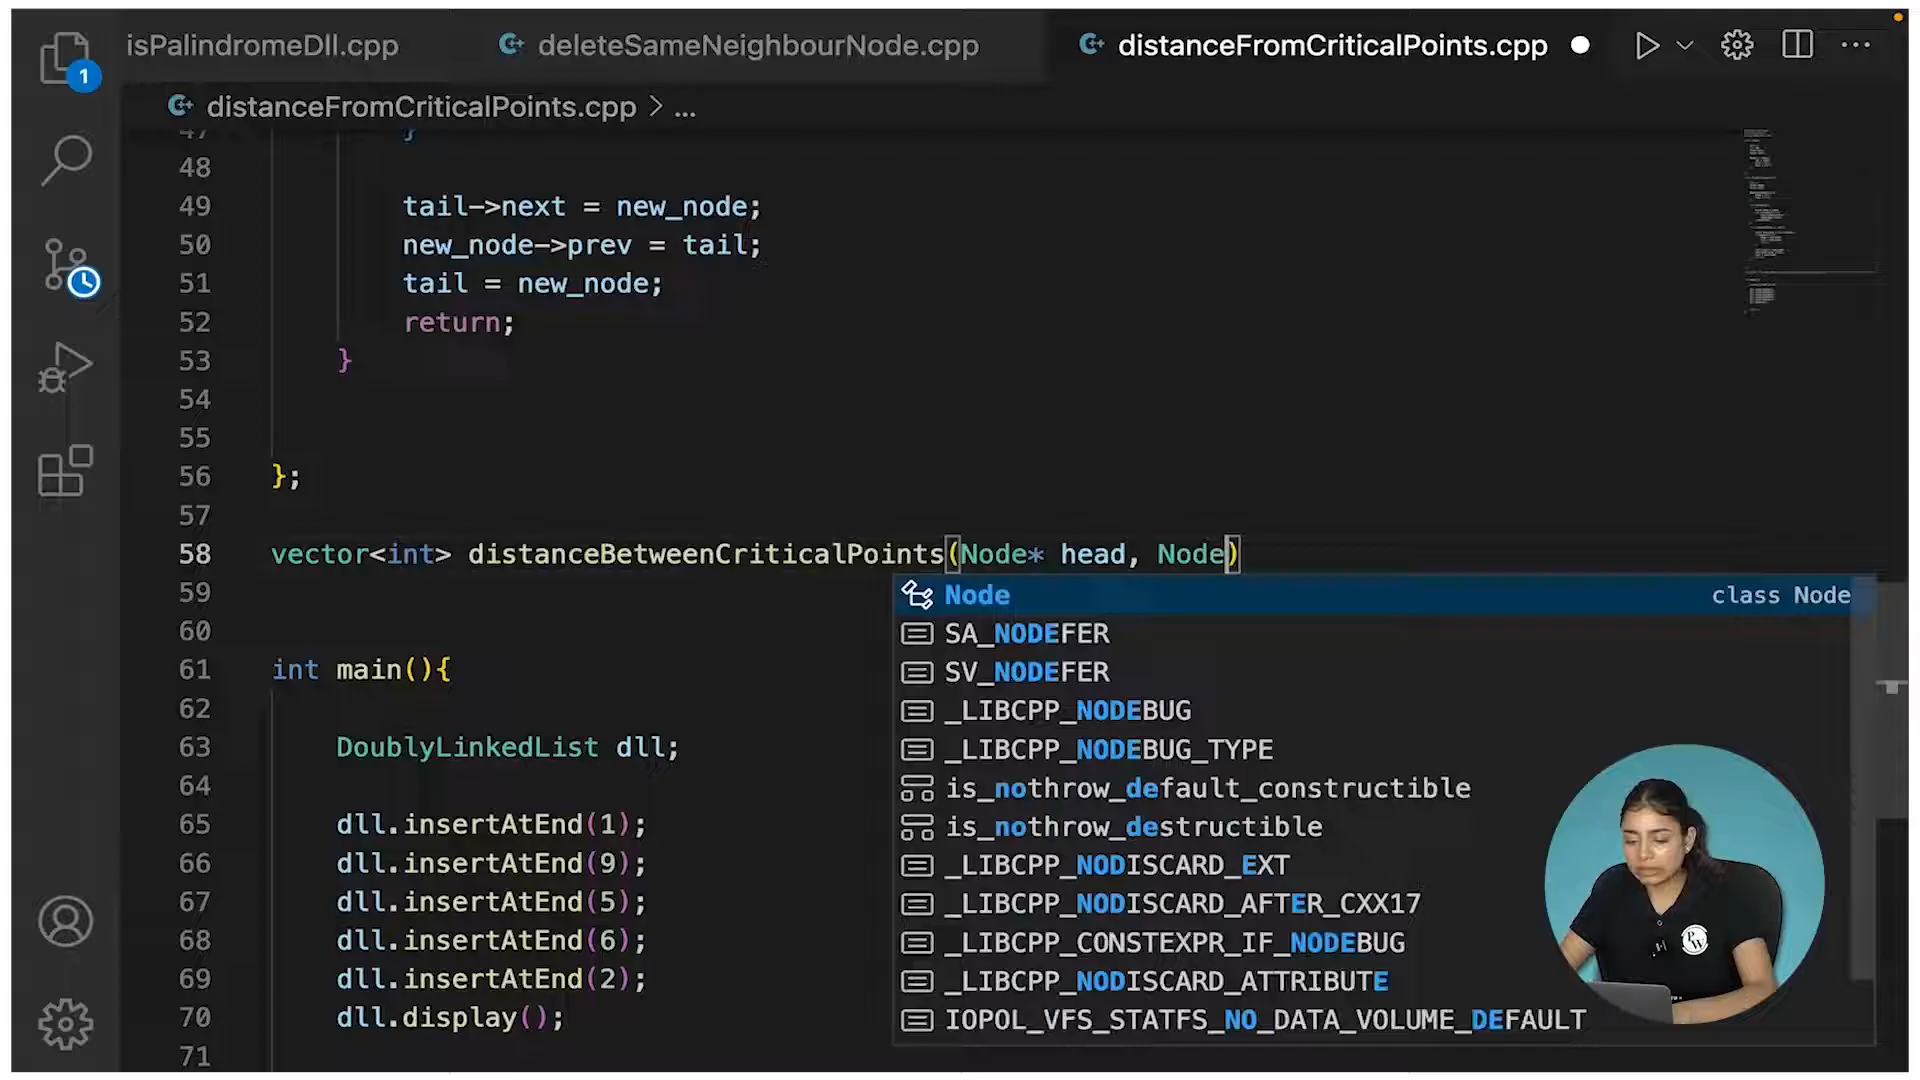 isPalindromeDll.cpp
deleteSameNeighbourNode.cpp
distanceFromCriticalPoints.cpp
1
distanceFromCriticalPoints.cpp > ...
47 }
48
49 tail->next = new_node;
50 new_node->prev = tail;
51 tail = new_node;
52 return;
53 }
54
55
56 };
57
58 vector<int> distanceBetweenCriticalPoints(Node* head, Node)
59
60
61 int main(){
62
63 DoublyLinkedList dll;
64
65 dll.insertAtEnd(1);
66 dll.insertAtEnd(9);
67 dll.insertAtEnd(5);
68 dll.insertAtEnd(6);
69 dll.insertAtEnd(2);
70 dll.display();
71
Node class Node
SA_NODEFER
SV_NODEFER
_LIBCPP_NODEBUG
_LIBCPP_NODEBUG_TYPE
is_nothrow_default_constructible
is_nothrow_destructible
_LIBCPP_NODISCARD_EXT
_LIBCPP_NODISCARD_AFTER_CXX17
_LIBCPP_CONSTEXPR_IF_NODEBUG
_LIBCPP_NODISCARD_ATTRIBUTE
IOPOL_VFS_STATFS_NO_DATA_VOLUME_DEFAULT
PW